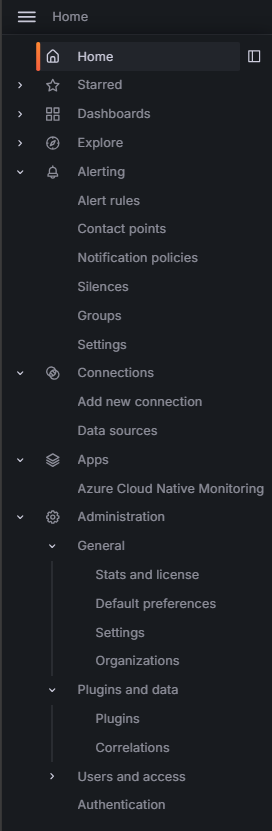 Home
Home
Starred
Dashboards
Explore
Alerting
Alert rules
Contact points
Notification policies
Silences
Groups
Settings
Connections
Add new connection
Data sources
Apps
Azure Cloud Native Monitoring
Administration
General
Stats and license
Default preferences
Settings
Organizations
Plugins and data
Plugins
Correlations
Users and access
Authentication